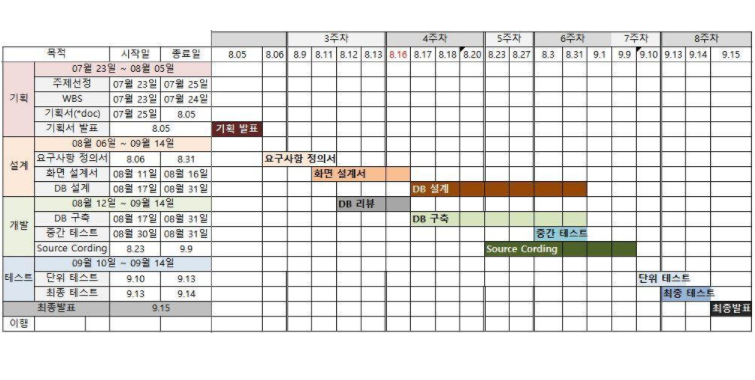 3주차 4주차 5주차 6주차 7주차 8주차
목적 시작일 종료일 8.05 8.06 8.9 8.11 8.12 8.13 8.16 8.17 8.18 8.20 8.23 8.27 8.3 8.31 9.1 9.9 9.10 9.13 9.14 9.15
기획 07월 23일 ~ 08월 05일
주제선정 07월 23일 07월 25일
WBS 07월 23일 07월 24일
기획서(*doc) 07월 25일 8.05
기획서 발표 8.05 기획 발표
설계 08월 06일 ~ 09월 14일
요구사항 정의서 8.06 8.31 요구사항 정의서
화면 설계서 08월 11일 08월 16일 화면 설계서
DB 설계 08월 17일 08월 31일 DB 설계
개발 08월 12일 ~ 09월 14일 DB 리뷰
DB 구축 08월 17일 08월 31일 DB 구축
중간 테스트 08월 30일 08월 31일 중간 테스트
Source Cording 8.23 9.9 Source Cording
테스트 09월 10일 ~ 09월 14일
단위 테스트 9.10 9.13 단위 테스트
최종 테스트 9.13 9.14 최종 테스트
최종발표 9.15 최종발표
이행